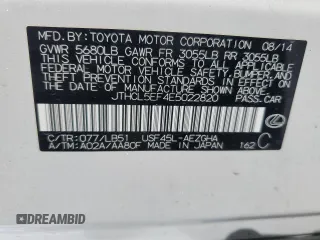 MFD. BY: TOYOTA MOTOR CORPORATION 08/14
GVWR 5680LB GAWR FR 3055LB RR 3055LB
THIS VEHICLE CONFORMS TO ALL APPLICABLE
FEDERAL MOTOR VEHICLE SAFETY, BUMPER, AND
THEFT PREVENTION STANDARDS IN EFFECT ON
THE DATE OF MANUFACTURE SHOWN ABOVE.
JTHCL5EF4E5022820 PASS.CAR
C/TR:077/LB51 USF45L-AEZGHA
A/TM:A02A/AA80F MADE IN JAPAN 162 C
DREAMBID
dreambid.com